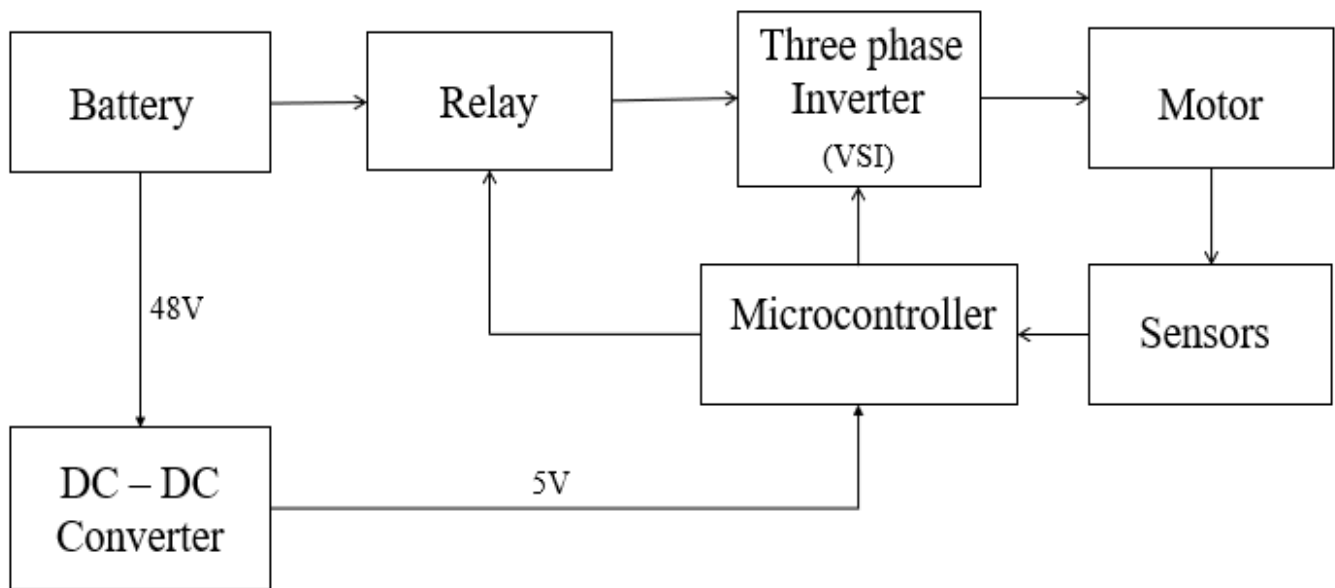 Battery
Relay
Three phase
Inverter
(VSI)
Motor
48V
Microcontroller
Sensors
DC – DC
Converter
5V